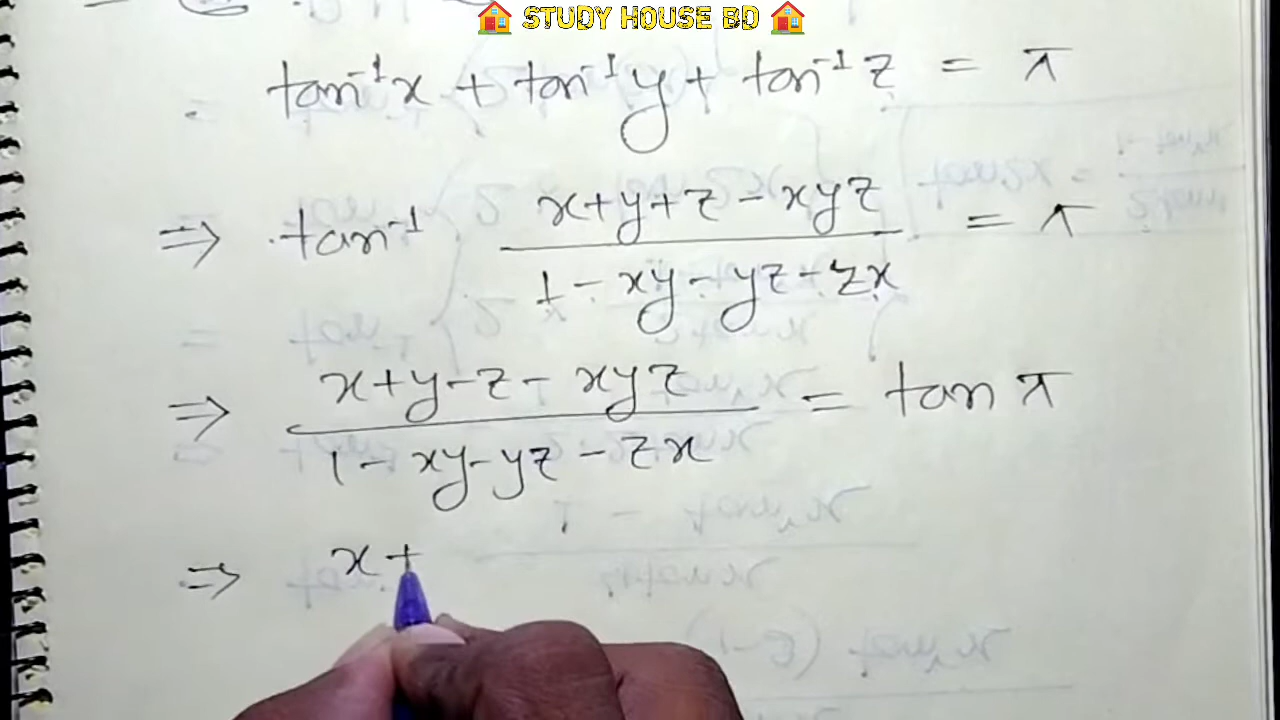 🏠 STUDY HOUSE BD 🏠
tan⁻¹x + tan⁻¹y + tan⁻¹z = π
⇒ tan⁻¹ (x+y+z-xyz)/(1-xy-yz-zx) = π
⇒ (x+y-z-xyz)/(1-xy-yz-zx) = tan π
⇒ x+